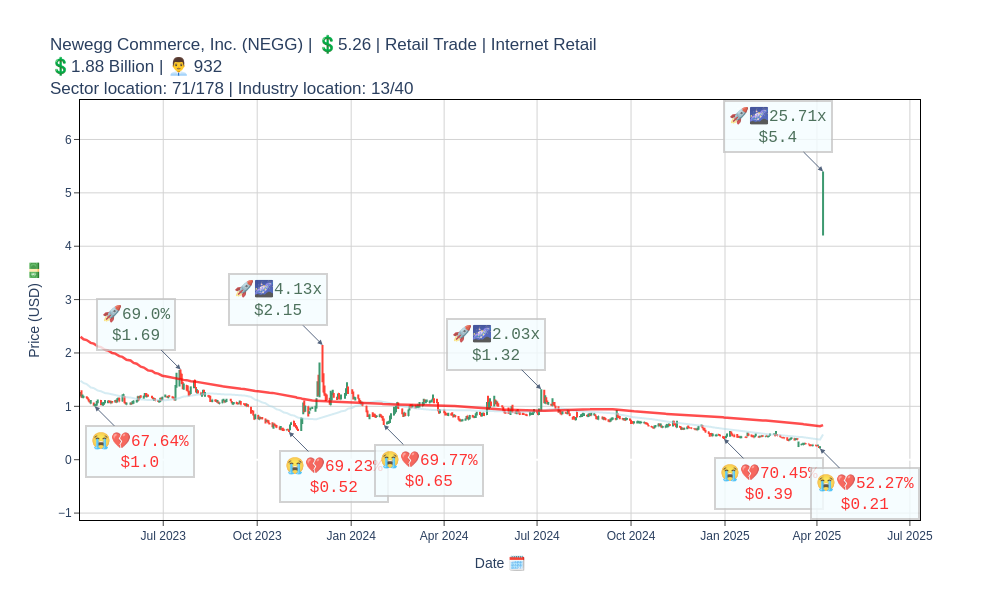 Newegg Commerce, Inc. (NEGG) | 💲5.26 | Retail Trade | Internet Retail
💲1.88 Billion | 👨‍💼 932
Sector location: 71/178 | Industry location: 13/40
🚀🌌25.71x
$5.4
🚀🌌4.13x
$2.15
🚀69.0%
$1.69
🚀🌌2.03x
$1.32
😭💔67.64%
$1.0
😭💔69.23%
$0.52
😭💔69.77%
$0.65
😭💔70.45%
$0.39
😭💔52.27%
$0.21
6
5
4
3
2
1
0
−1
Price (USD) 💵
Jul 2023
Oct 2023
Jan 2024
Apr 2024
Jul 2024
Oct 2024
Jan 2025
Apr 2025
Jul 2025
Date 🗓️